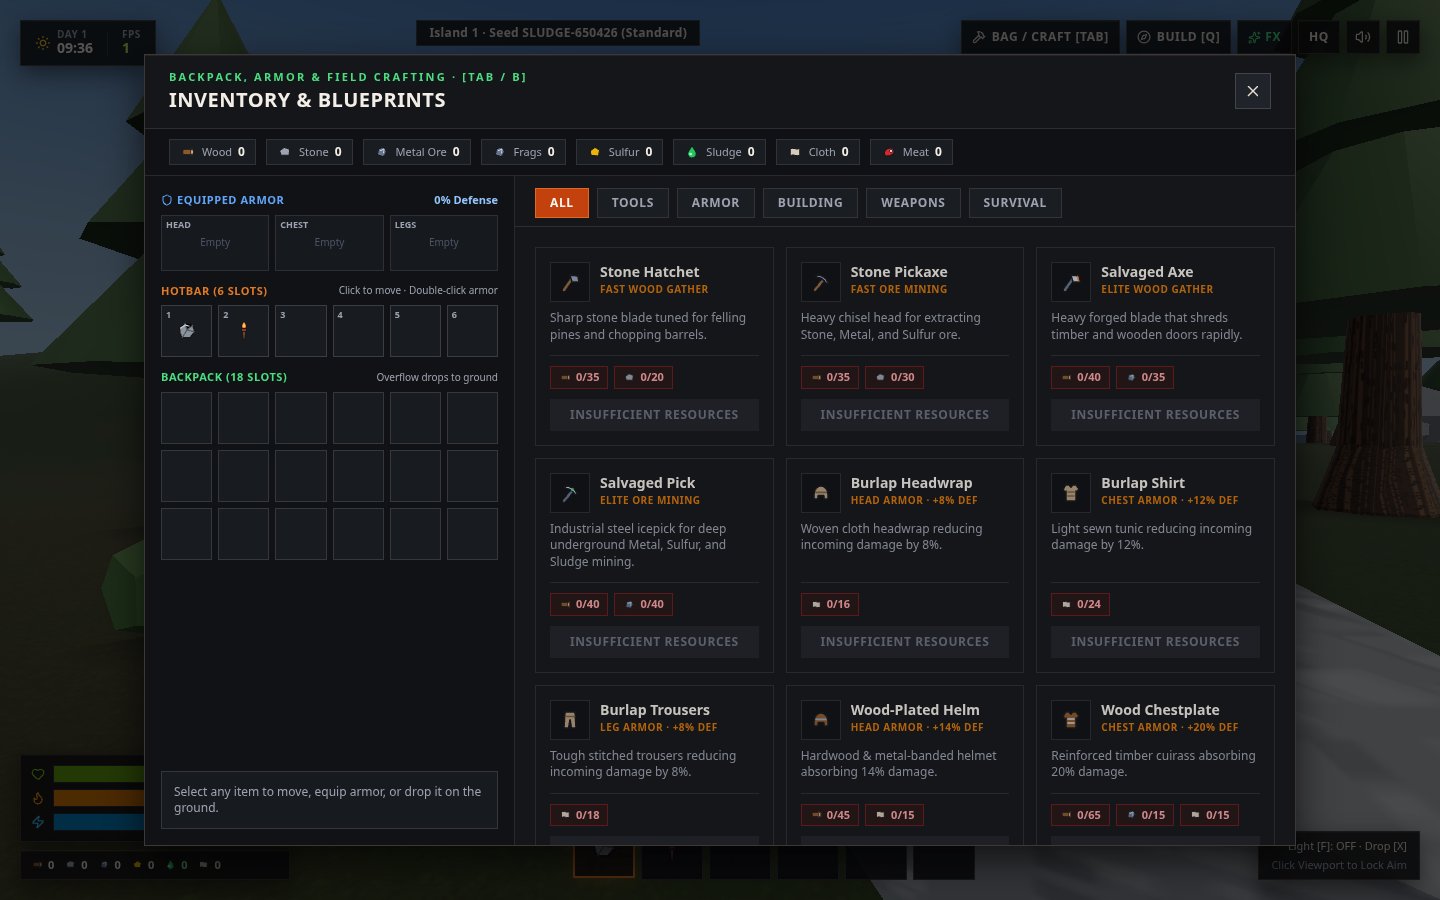 DAY 1
09:36
FPS
1
Island 1 · Seed SLUDGE-650426 (Standard)
BAG / CRAFT [TAB]
BUILD [Q]
FX
HQ
BACKPACK, ARMOR & FIELD CRAFTING · [TAB / B]
INVENTORY & BLUEPRINTS
Wood 0
Stone 0
Metal Ore 0
Frags 0
Sulfur 0
Sludge 0
Cloth 0
Meat 0
EQUIPPED ARMOR
0% Defense
HEAD
Empty
CHEST
Empty
LEGS
Empty
HOTBAR (6 SLOTS)
Click to move · Double-click armor
1
2
3
4
5
6
BACKPACK (18 SLOTS)
Overflow drops to ground
Select any item to move, equip armor, or drop it on the
ground.
ALL
TOOLS
ARMOR
BUILDING
WEAPONS
SURVIVAL
Stone Hatchet
FAST WOOD GATHER
Sharp stone blade tuned for felling
pines and chopping barrels.
0/35
0/20
INSUFFICIENT RESOURCES
Stone Pickaxe
FAST ORE MINING
Heavy chisel head for extracting
Stone, Metal, and Sulfur ore.
0/35
0/30
INSUFFICIENT RESOURCES
Salvaged Axe
ELITE WOOD GATHER
Heavy forged blade that shreds
timber and wooden doors rapidly.
0/40
0/35
INSUFFICIENT RESOURCES
Salvaged Pick
ELITE ORE MINING
Industrial steel icepick for deep
underground Metal, Sulfur, and
Sludge mining.
0/40
0/40
INSUFFICIENT RESOURCES
Burlap Headwrap
HEAD ARMOR · +8% DEF
Woven cloth headwrap reducing
incoming damage by 8%.
0/16
INSUFFICIENT RESOURCES
Burlap Shirt
CHEST ARMOR · +12% DEF
Light sewn tunic reducing incoming
damage by 12%.
0/24
INSUFFICIENT RESOURCES
Burlap Trousers
LEG ARMOR · +8% DEF
Tough stitched trousers reducing
incoming damage by 8%.
0/18
Wood-Plated Helm
HEAD ARMOR · +14% DEF
Hardwood & metal-banded helmet
absorbing 14% damage.
0/45
0/15
Wood Chestplate
CHEST ARMOR · +20% DEF
Reinforced timber cuirass absorbing
20% damage.
0/65
0/15
0/15
0
0
0
0
0
0
[F]: OFF · Drop [X]
Click Viewport to Lock Aim